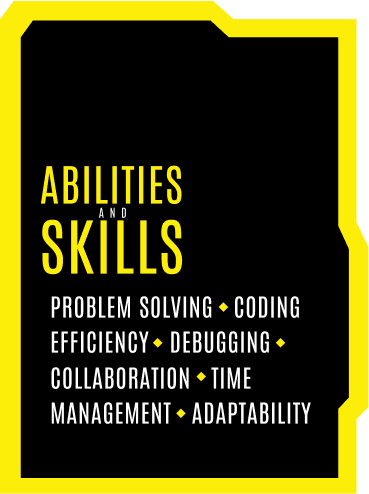 ABILITIES
AND
SKILLS
PROBLEM SOLVING ◆ CODING
EFFICIENCY ◆ DEBUGGING ◆
COLLABORATION ◆ TIME
MANAGEMENT ◆ ADAPTABILITY